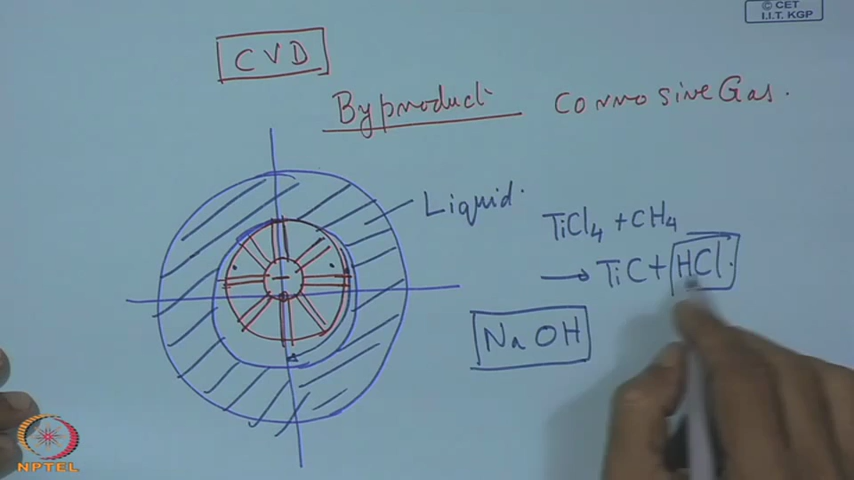 © CET
I.I.T. KGP
CVD
Byproduct Corrosive Gas.
Liquid.
TiCl4 + CH4
→ TiC + HCl.
NaOH
NPTEL